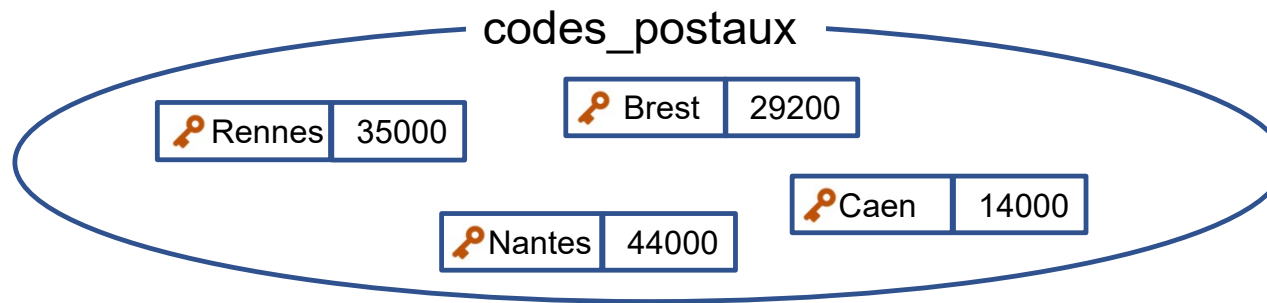 codes_postaux
Rennes 35000
Brest 29200
Caen 14000
Nantes 44000